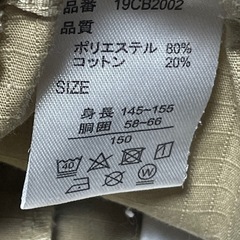 品番 19CB2002
品質
ポリエステル 80%
コットン 20%
SIZE
身長 145~155
胴囲 58~66
150
40